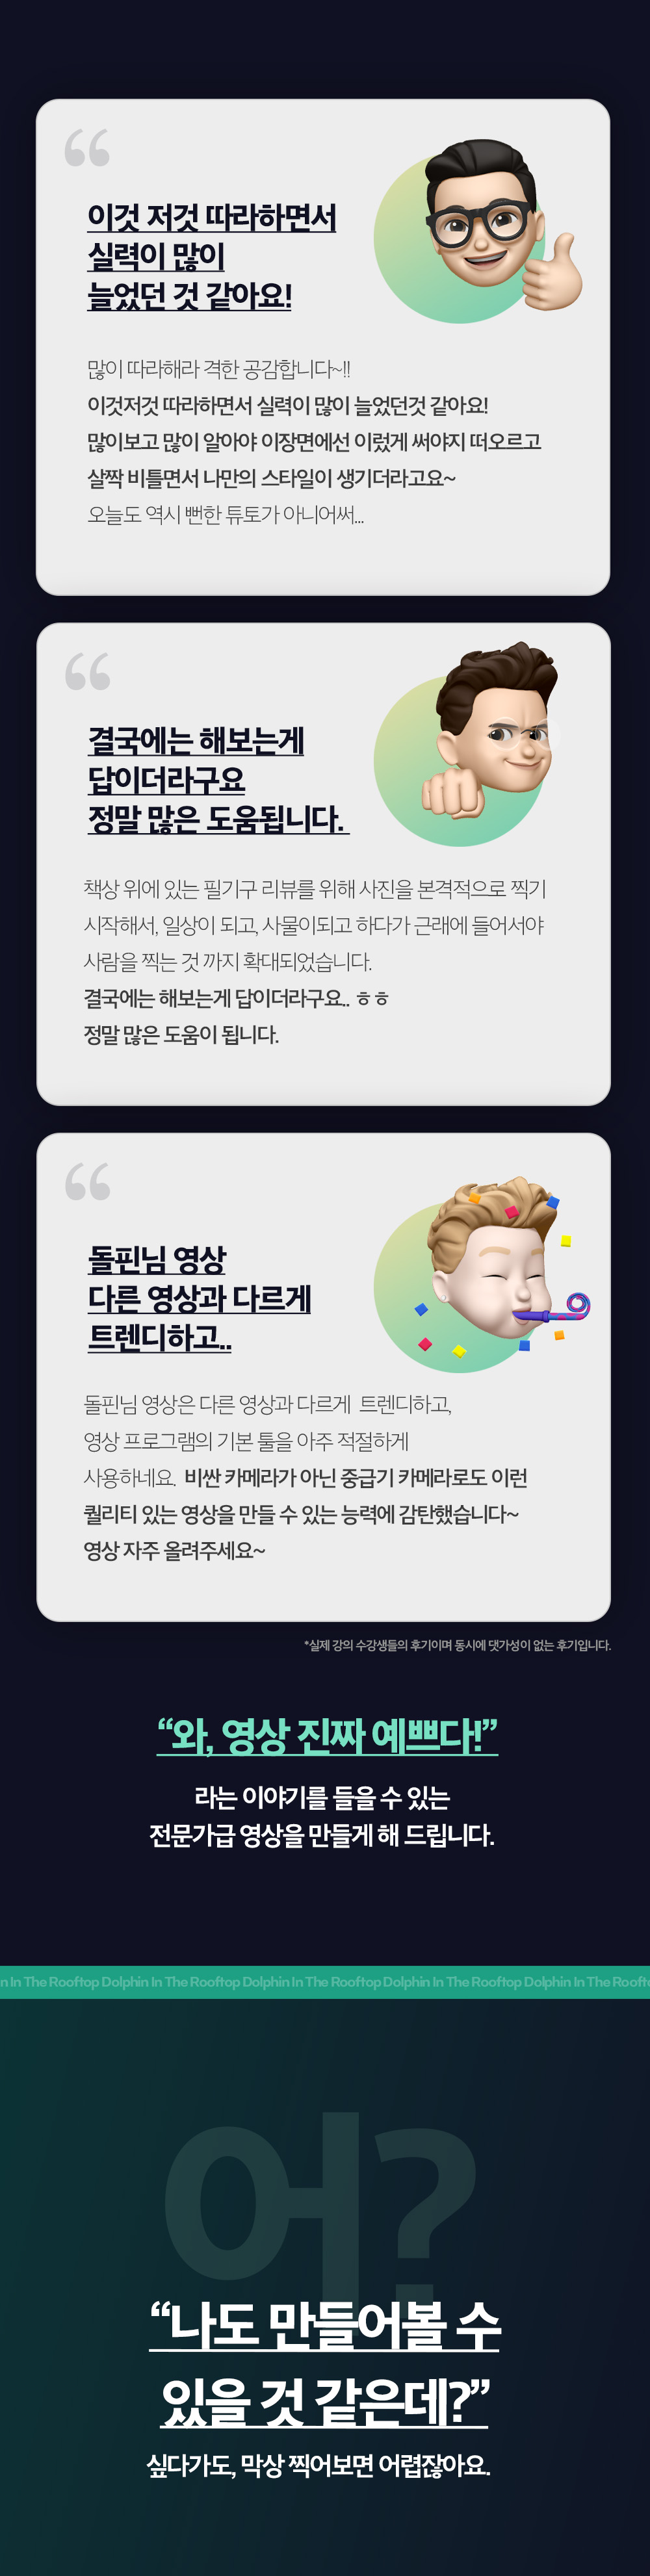 “
이것 저것 따라하면서
실력이 많이
늘었던 것 같아요!
많이 따라해라 격한 공감합니다~!!
이것저것 따라하면서 실력이 많이 늘었던것 같아요!
많이보고 많이 알아야 이장면에선 이렀게 써야지 떠오르고
살짝 비틀면서 나만의 스타일이 생기더라고요~
오늘도 역시 뻔한 튜토가 아니어써...
“
결국에는 해보는게
답이더라구요
정말 많은 도움됩니다.
책상 위에 있는 필기구 리뷰를 위해 사진을 본격적으로 찍기
시작해서, 일상이 되고, 사물이되고 하다가 근래에 들어서야
사람을 찍는 것 까지 확대되었습니다.
결국에는 해보는게 답이더라구요.. ㅎㅎ
정말 많은 도움이 됩니다.
“
돌핀님 영상
다른 영상과 다르게
트렌디하고..
돌핀님 영상은 다른 영상과 다르게 트렌디하고,
영상 프로그램의 기본 툴을 아주 적절하게
사용하네요. 비싼 카메라가 아닌 중급기 카메라로도 이런
퀄리티 있는 영상을 만들 수 있는 능력에 감탄했습니다~
영상 자주 올려주세요~
*실제 강의 수강생들의 후기이며 동시에 댓가성이 없는 후기입니다.
“와, 영상 진짜 예쁘다!”
라는 이야기를 들을 수 있는
전문가급 영상을 만들게 해 드립니다.
n In The Rooftop Dolphin In The Rooftop Dolphin In The Rooftop Dolphin In The Rooftop Dolphin In The Rooft
어?
“나도 만들어볼 수
있을 것 같은데?”
싶다가도, 막상 찍어보면 어렵잖아요.